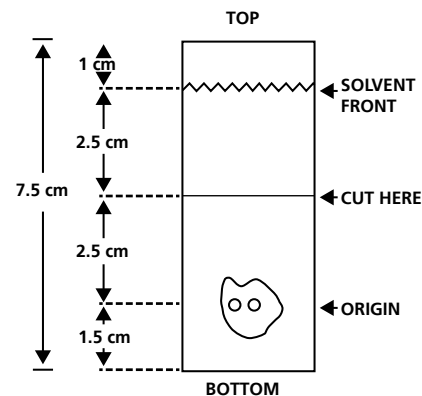 TOP
1 cm
SOLVENT
FRONT
2.5 cm
7.5 cm
CUT HERE
2.5 cm
ORIGIN
1.5 cm
BOTTOM